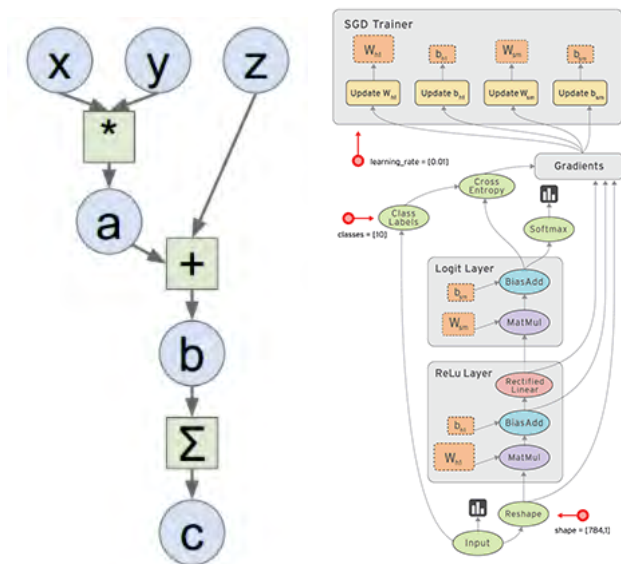 x
y
z
*
a
+
b
Σ
c
SGD Trainer
W
b
W
b
Update W
Update b
Update W
Update b
learning_rate = [0.01]
Gradients
Cross
Entropy
Class
Labels
classes = [10]
Softmax
Logit Layer
BiasAdd
b
W
MatMul
ReLu Layer
Rectified
Linear
BiasAdd
b
W
MatMul
Reshape
shape = [784,1]
Input